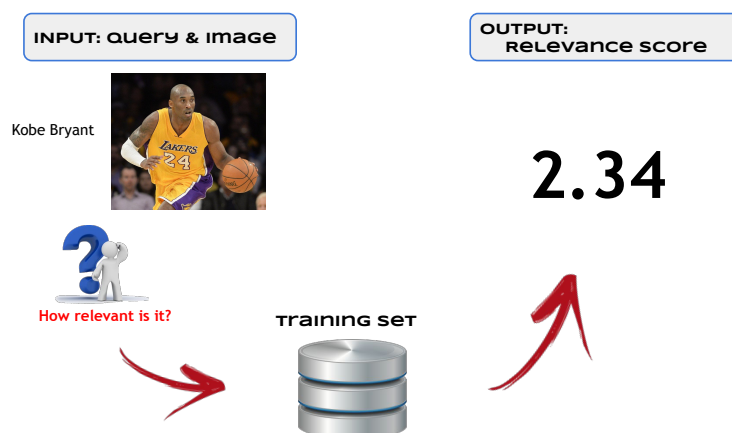 INPUT: Query & Image
OUTPUT:
Relevance Score
Kobe Bryant
LAKERS
24
2.34
?
How relevant is it?
Training Set